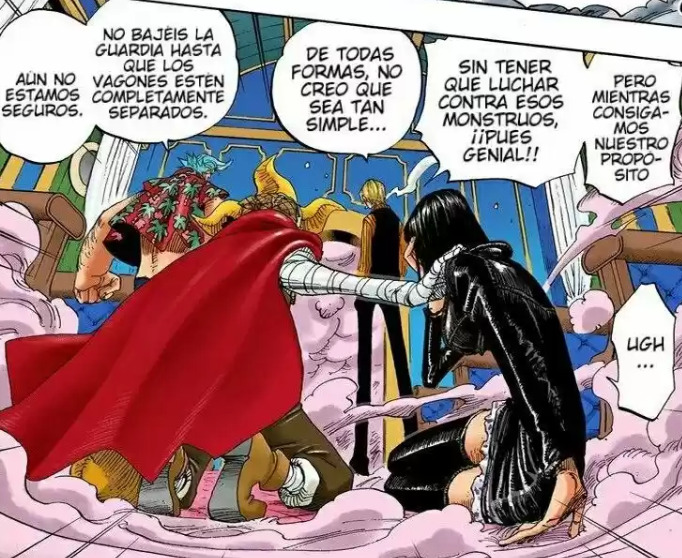 PERO
MIENTRAS
CONSIGA-
MOS
NUESTRO
PROPÓ-
SITO
SIN TENER
QUE LUCHAR
CONTRA ESOS
MONSTRUOS,
¡¡PUES
GENIAL!!
DE TODAS
FORMAS, NO
CREO QUE
SEA TAN
SIMPLE...
NO BAJÉIS LA
GUARDIA HASTA
QUE LOS
VAGONES ESTÉN
COMPLETAMENTE
SEPARADOS.
AÚN NO
ESTAMOS
SEGUROS.
UGH
...